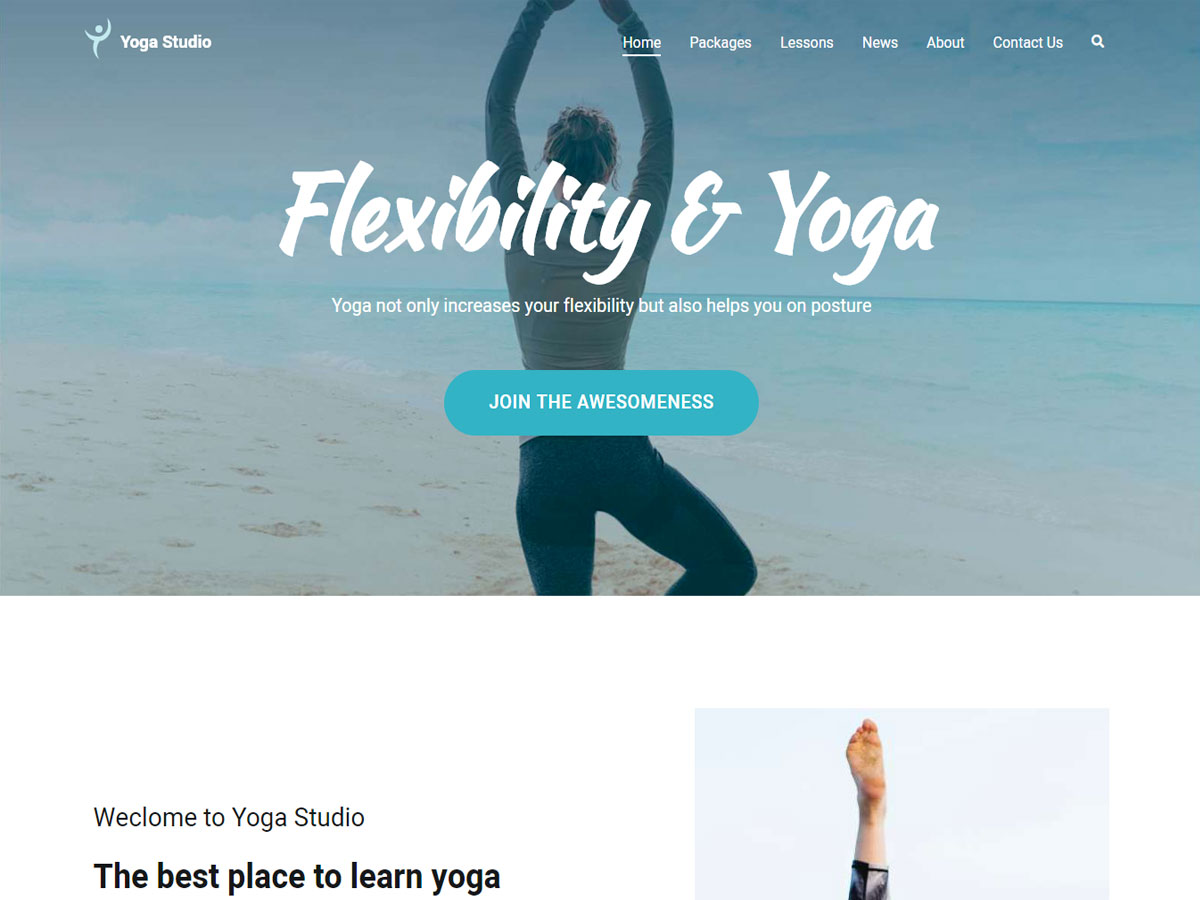 Yoga Studio
Home Packages Lessons News About Contact Us
Flexibility & Yoga
Yoga not only increases your flexibility but also helps you on posture
JOIN THE AWESOMENESS
Weclome to Yoga Studio
The best place to learn yoga